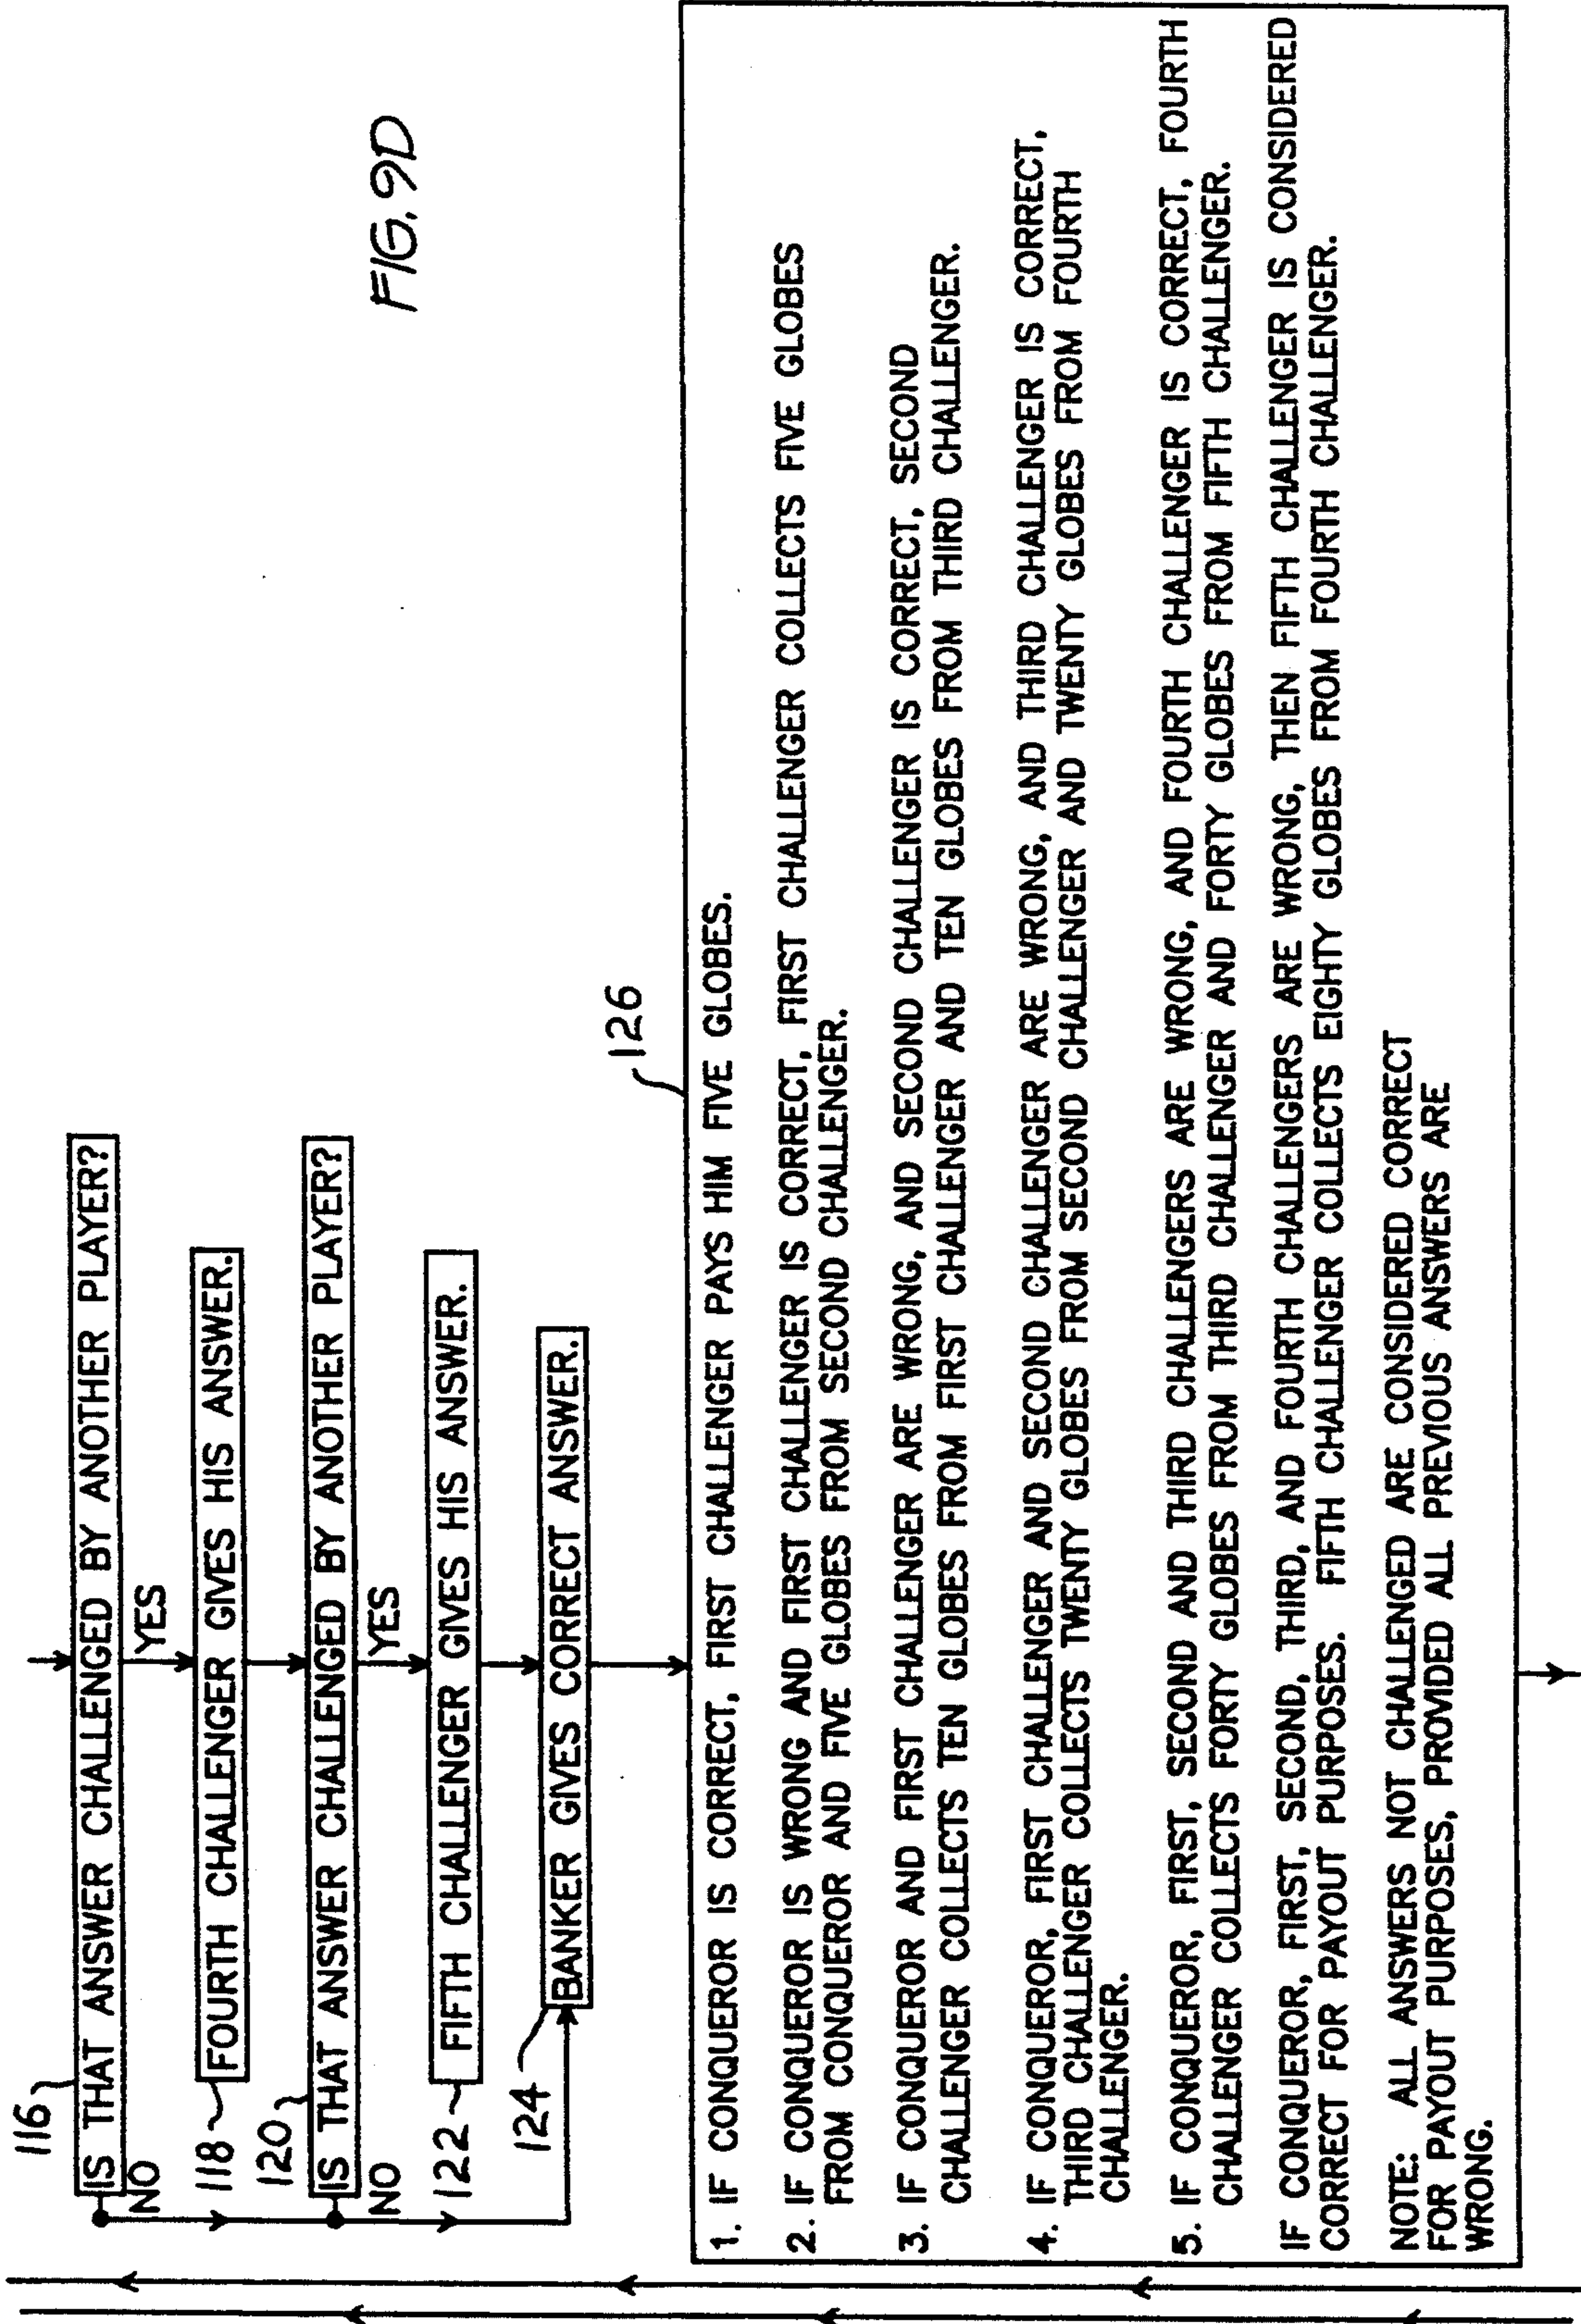 FIG. 9D
116
IS THAT ANSWER CHALLENGED BY ANOTHER PLAYER?
NO
YES
118
FOURTH CHALLENGER GIVES HIS ANSWER.
120
IS THAT ANSWER CHALLENGED BY ANOTHER PLAYER?
NO
YES
122
FIFTH CHALLENGER GIVES HIS ANSWER.
124
BANKER GIVES CORRECT ANSWER.
126
1. IF CONQUEROR IS CORRECT, FIRST CHALLENGER PAYS HIM FIVE GLOBES.
2. IF CONQUEROR IS WRONG AND FIRST CHALLENGER IS CORRECT, FIRST CHALLENGER COLLECTS FIVE GLOBES
FROM CONQUEROR AND FIVE GLOBES FROM SECOND CHALLENGER.
3. IF CONQUEROR AND FIRST CHALLENGER ARE WRONG, AND SECOND CHALLENGER IS CORRECT, SECOND
CHALLENGER COLLECTS TEN GLOBES FROM FIRST CHALLENGER AND TEN GLOBES FROM THIRD CHALLENGER.
4. IF CONQUEROR, FIRST CHALLENGER AND SECOND CHALLENGER ARE WRONG, AND THIRD CHALLENGER IS CORRECT,
THIRD CHALLENGER COLLECTS TWENTY GLOBES FROM SECOND CHALLENGER AND TWENTY GLOBES FROM FOURTH
CHALLENGER.
5. IF CONQUEROR, FIRST, SECOND AND THIRD CHALLENGERS ARE WRONG, AND FOURTH CHALLENGER IS CORRECT, FOURTH
CHALLENGER COLLECTS FORTY GLOBES FROM THIRD CHALLENGER AND FORTY GLOBES FROM FIFTH CHALLENGER.
IF CONQUEROR, FIRST, SECOND, THIRD, AND FOURTH CHALLENGERS ARE WRONG, THEN FIFTH CHALLENGER IS CONSIDERED
CORRECT FOR PAYOUT PURPOSES. FIFTH CHALLENGER COLLECTS EIGHTY GLOBES FROM FOURTH CHALLENGER.
NOTE: ALL ANSWERS NOT CHALLENGED ARE CONSIDERED CORRECT
FOR PAYOUT PURPOSES, PROVIDED ALL PREVIOUS ANSWERS ARE
WRONG.